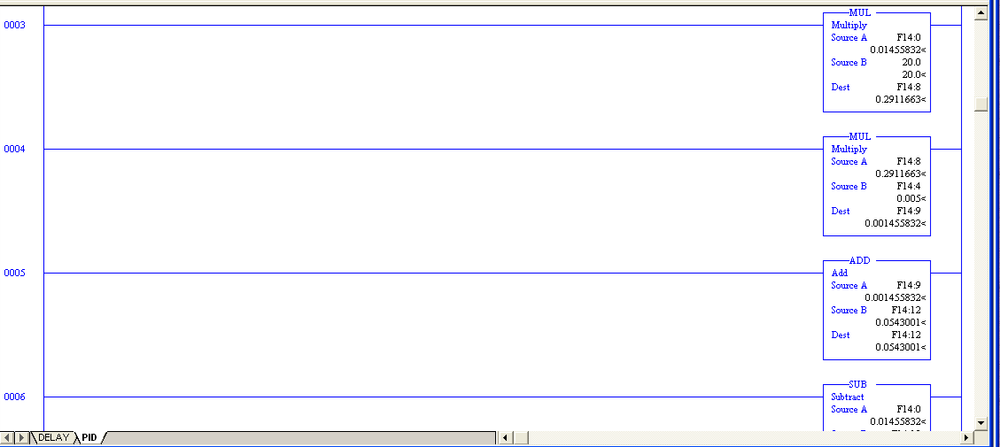 0003
MUL
Multiply
Source A F14:0
0.01455832<
Source B 20.0
20.0<
Dest F14:8
0.2911663<
0004
MUL
Multiply
Source A F14:8
0.2911663<
Source B F14:4
0.005<
Dest F14:9
0.001455832<
0005
ADD
Add
Source A F14:9
0.001455832<
Source B F14:12
0.0543001<
Dest F14:12
0.0543001<
0006
SUB
Subtract
Source A F14:0
0.01455832<
DELAY PID